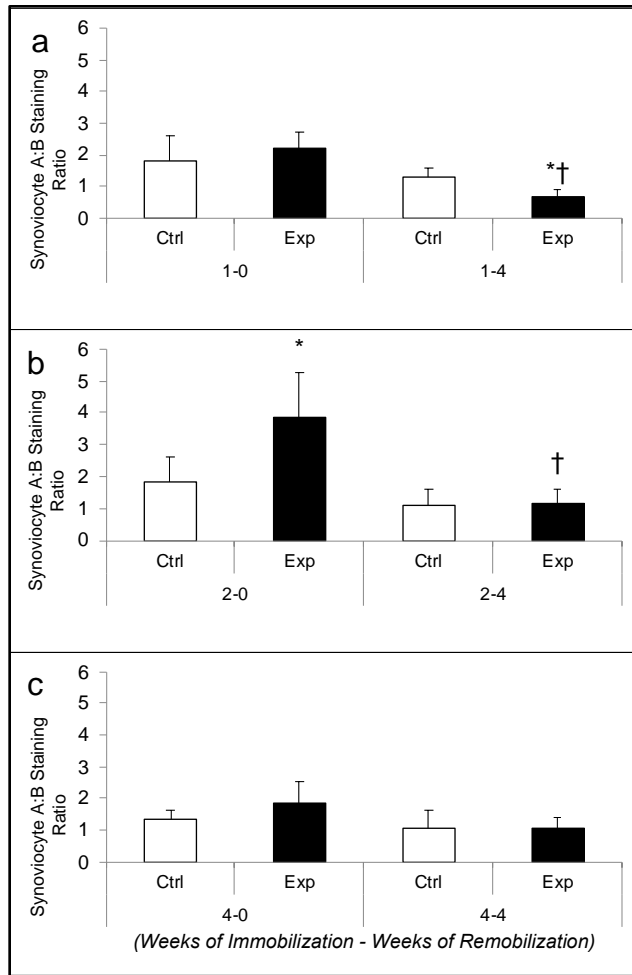 a
Synoviocyte A:B Staining
Ratio
6
5
4
3
2
1
0
*†
Ctrl Exp Ctrl Exp
1-0 1-4
b
Synoviocyte A:B Staining
Ratio
6
5
4
3
2
1
0
*
†
Ctrl Exp Ctrl Exp
2-0 2-4
c
Synoviocyte A:B Staining
Ratio
6
5
4
3
2
1
0
Ctrl Exp Ctrl Exp
4-0 4-4
(Weeks of Immobilization - Weeks of Remobilization)